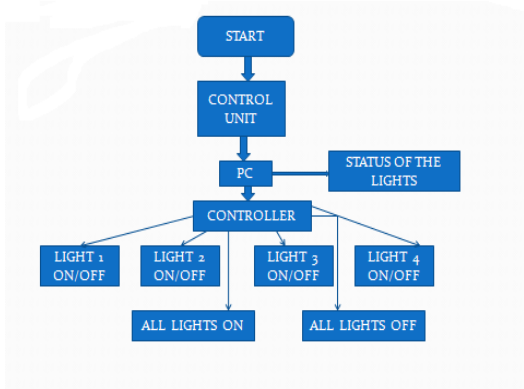 START
CONTROL
UNIT
PC
STATUS OF THE
LIGHTS
CONTROLLER
LIGHT 1
ON/OFF
LIGHT 2
ON/OFF
LIGHT 3
ON/OFF
LIGHT 4
ON/OFF
ALL LIGHTS ON
ALL LIGHTS OFF